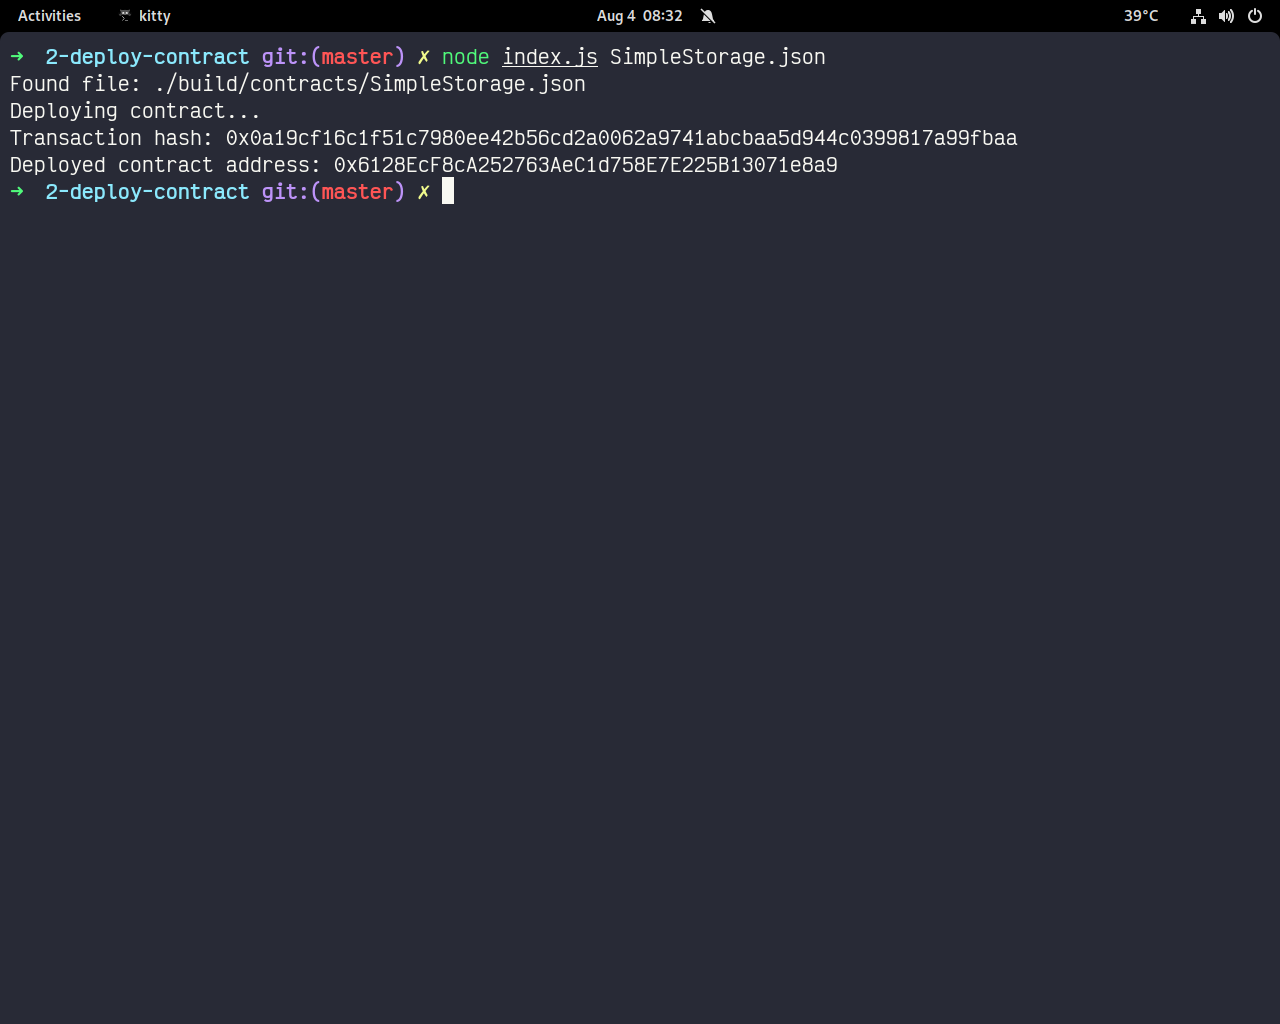 Activities kitty Aug 4 08:32 39°C
➜ 2-deploy-contract git:(master) ✗ node index.js SimpleStorage.json
Found file: ./build/contracts/SimpleStorage.json
Deploying contract...
Transaction hash: 0x0a19cf16c1f51c7980ee42b56cd2a0062a9741abcbaa5d944c0399817a99fbaa
Deployed contract address: 0x6128EcF8cA252763AeC1d758E7E225B13071e8a9
➜ 2-deploy-contract git:(master) ✗